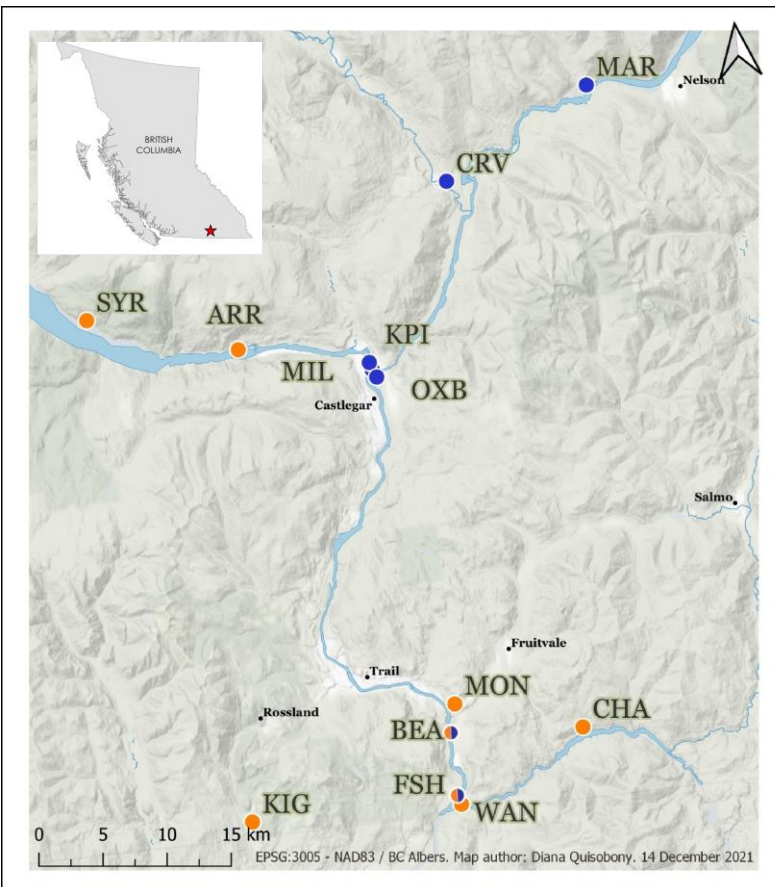 MAR
Nelson
BRITISH
COLUMBIA
CRV
SYR
ARR
KPI
MIL
OXB
Castlegar
Salmo
Fruitvale
Trail
MON
Rossland
CHA
BEA
FSH
WAN
KIG
0 5 10 15 km
EPSG:3005 - NAD83 / BC Albers. Map author: Diana Quisobony. 14 December 2021